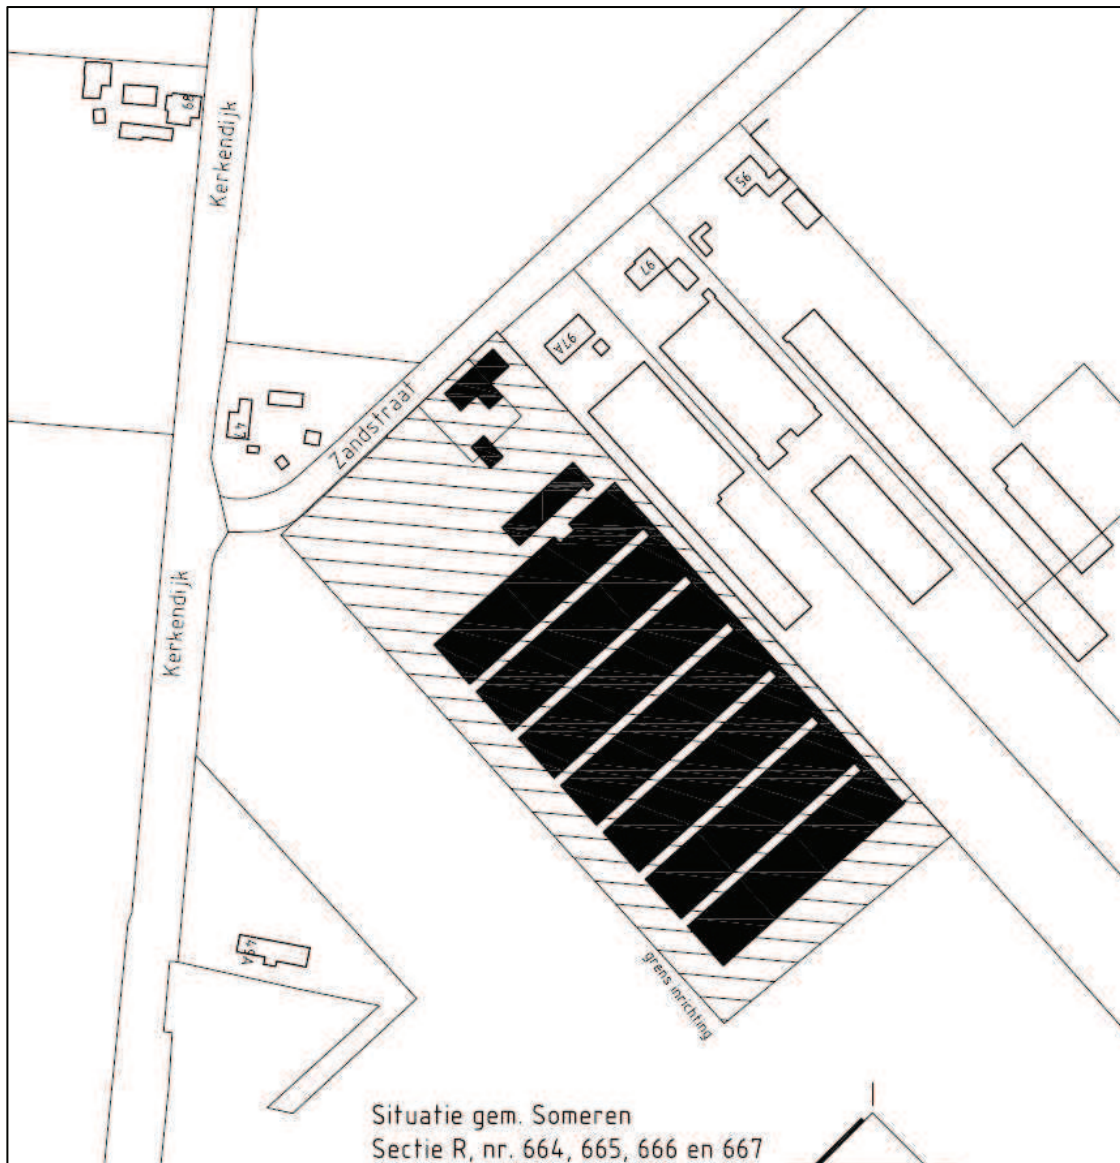 68
Kerkendijk
95
97
97A
47
Zandstraat
Kerkendijk
49A
grens inrichting
Situatie gem. Someren
Sectie R, nr. 664, 665, 666 en 667